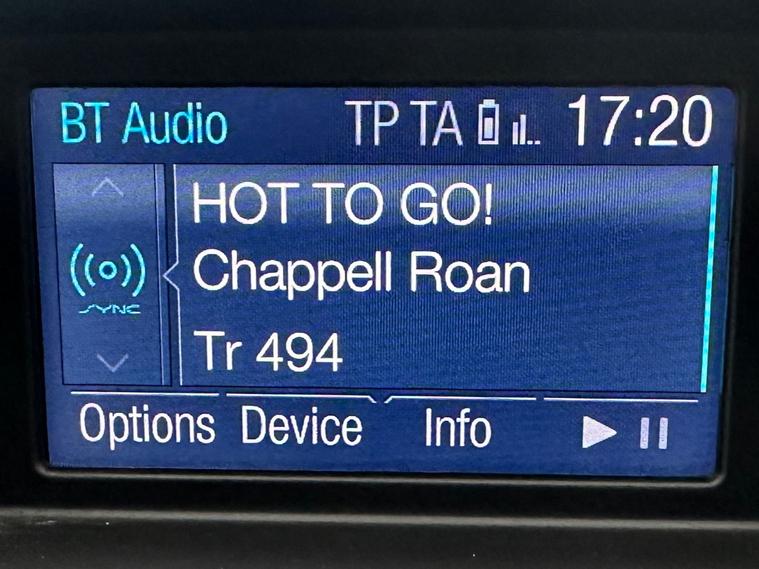 BT Audio TP TA 17:20
HOT TO GO!
Chappell Roan
SYNC
Tr 494
Options Device Info